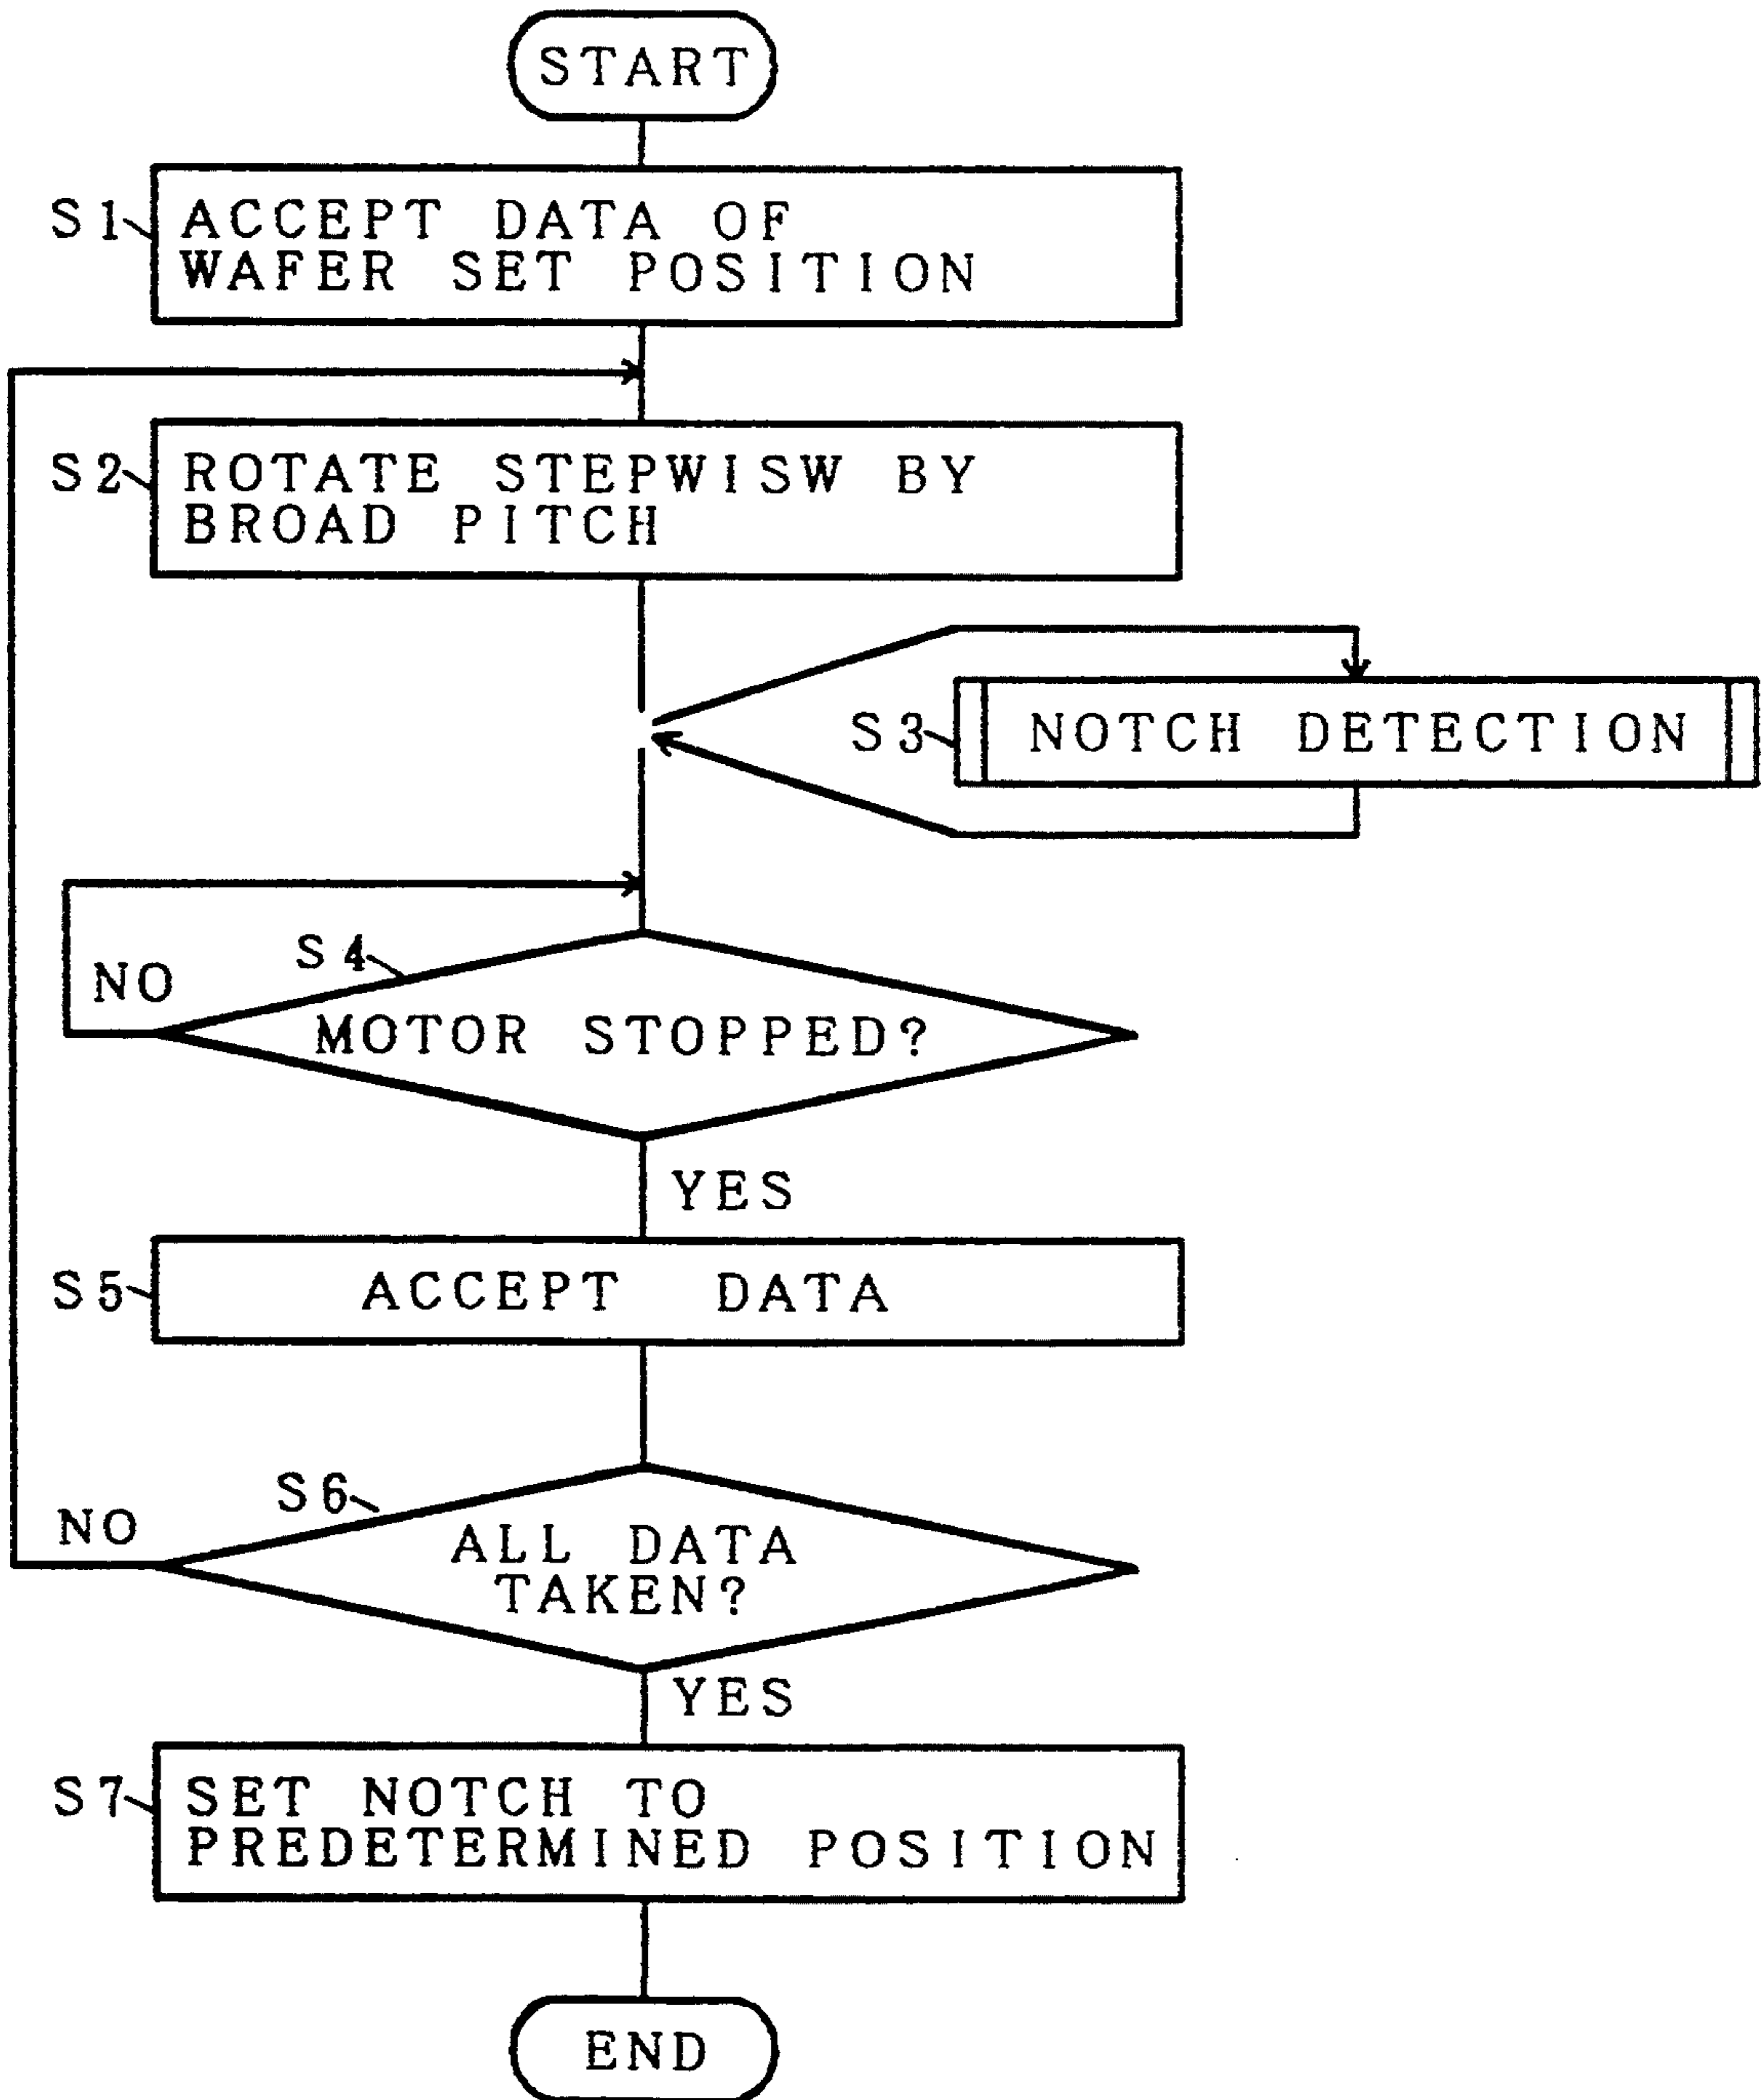 START
S1
ACCEPT DATA OF
WAFER SET POSITION
S2
ROTATE STEPWISW BY
BROAD PITCH
S3
NOTCH DETECTION
S4
NO
MOTOR STOPPED?
YES
S5
ACCEPT DATA
S6
NO
ALL DATA
TAKEN?
YES
S7
SET NOTCH TO
PREDETERMINED POSITION
END